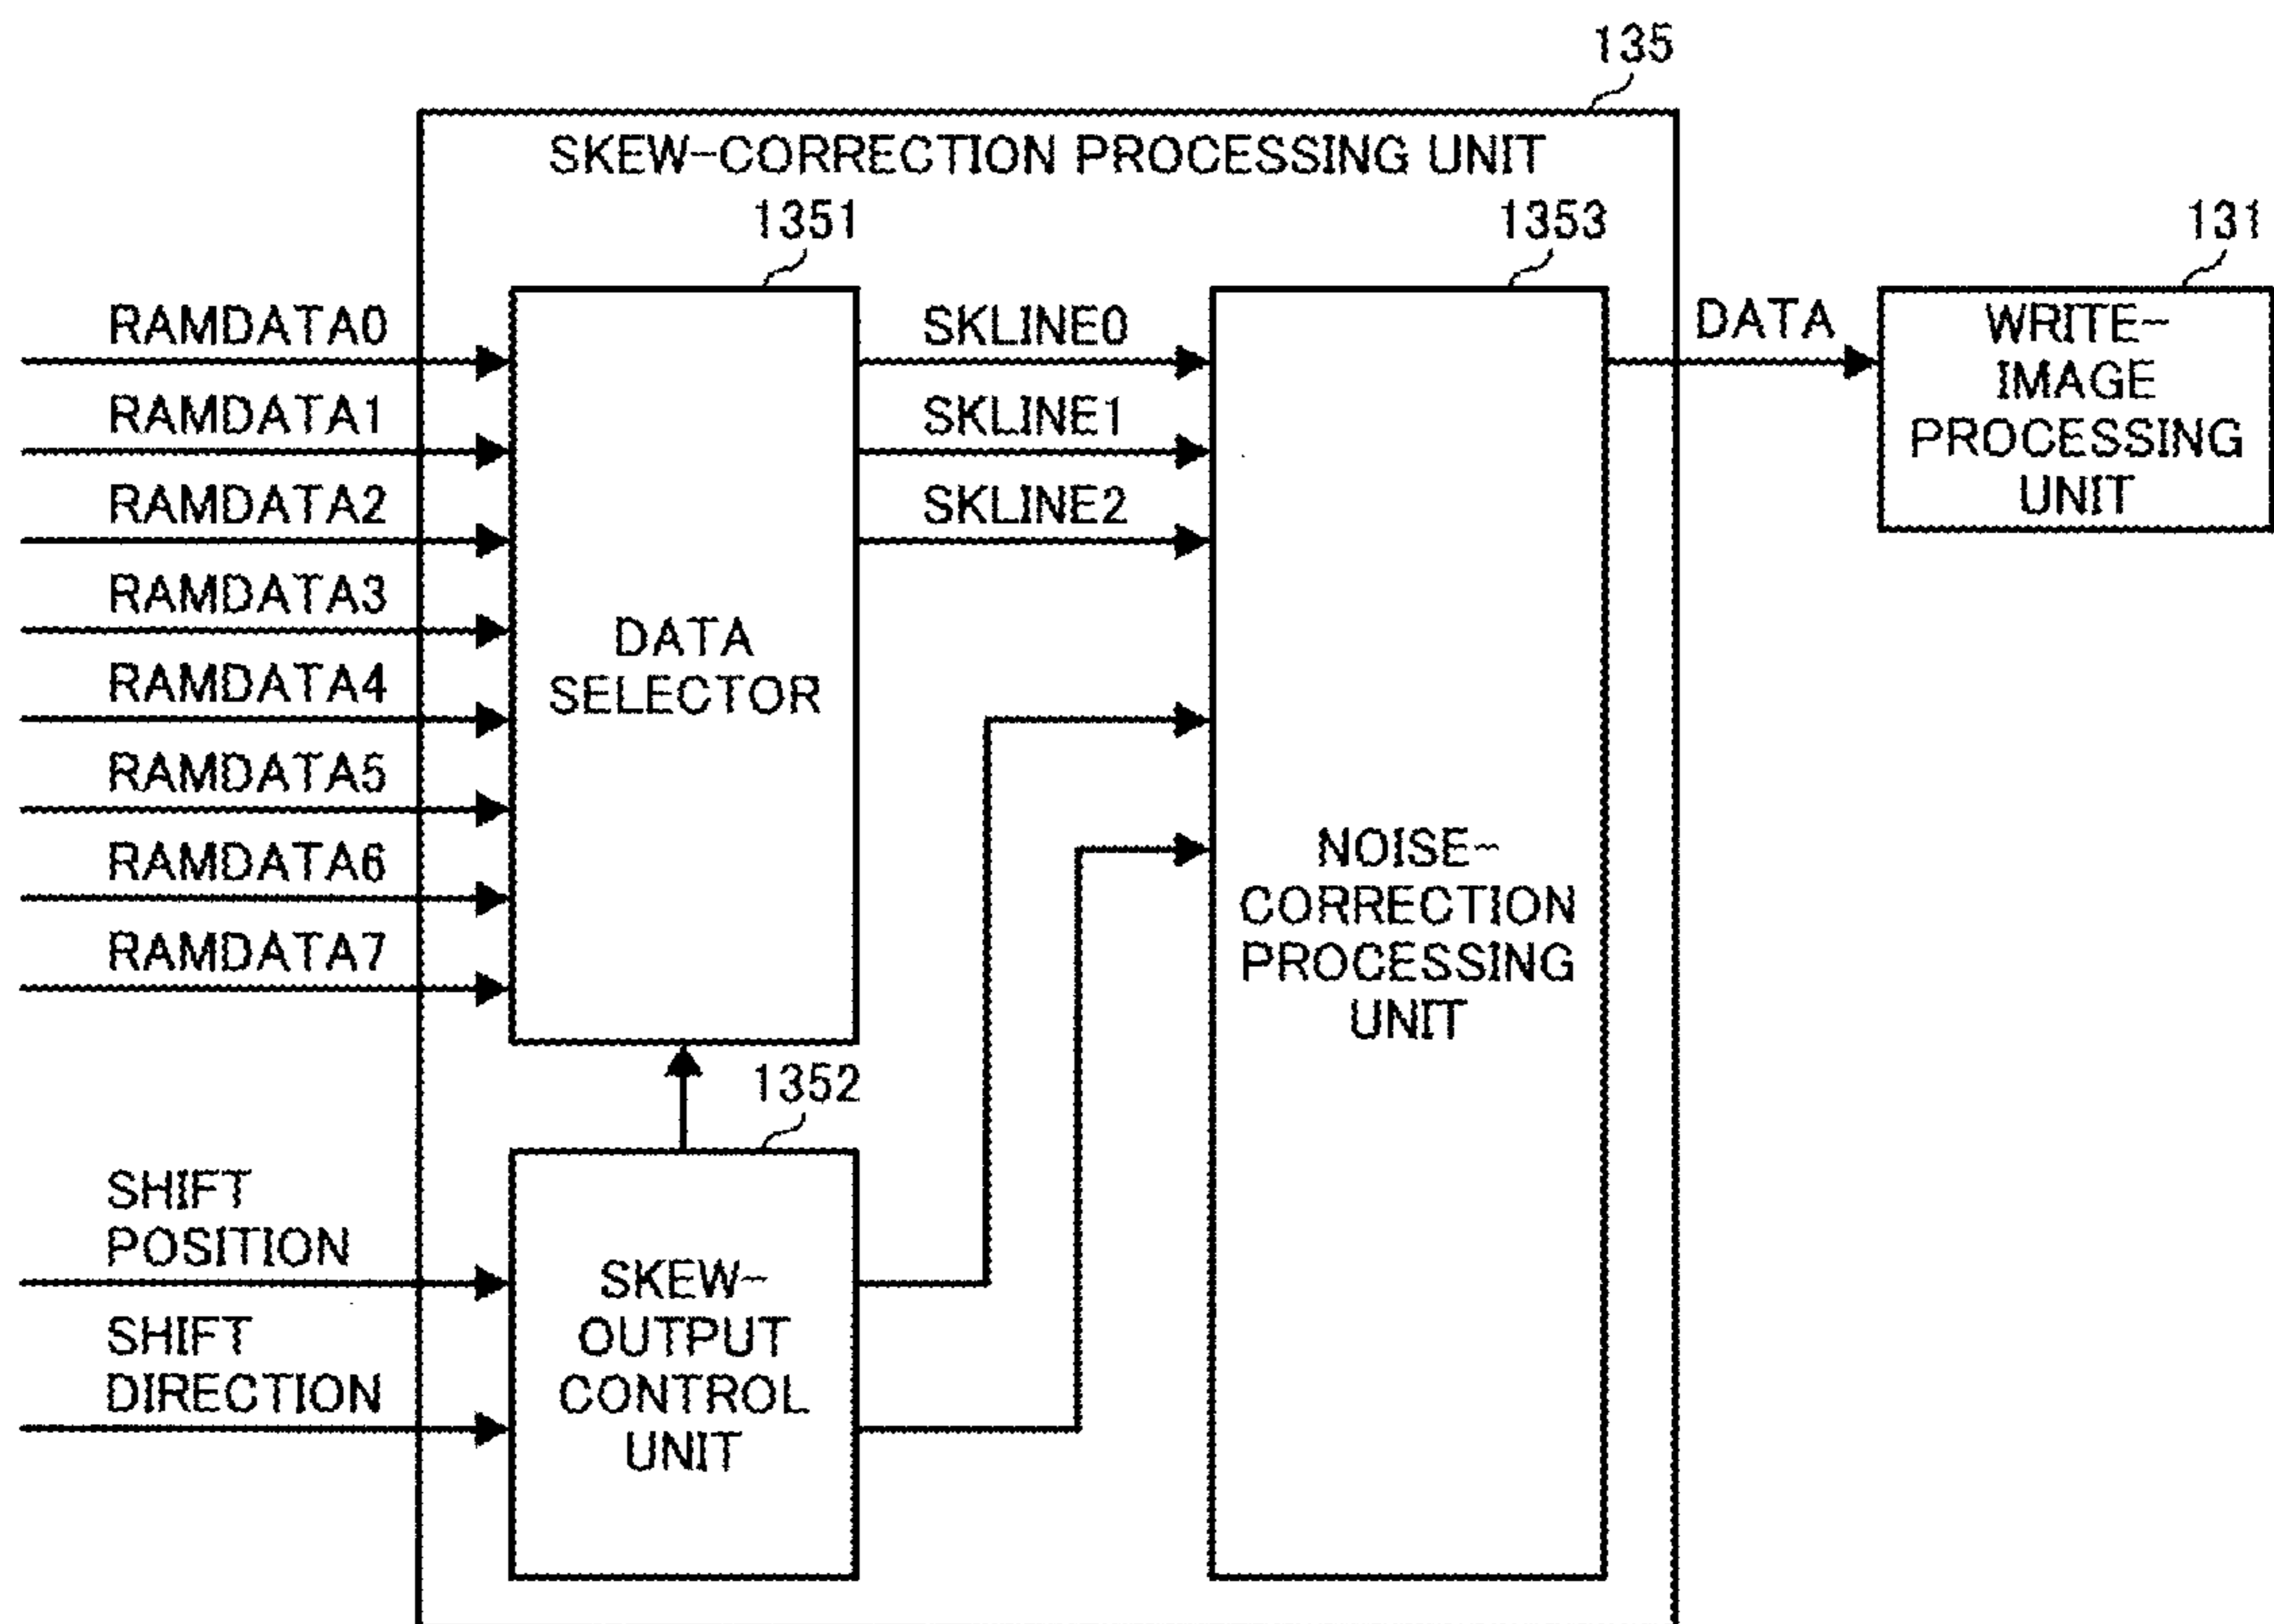 135
SKEW-CORRECTION PROCESSING UNIT
1351
1353
131
RAMDATA0
RAMDATA1
RAMDATA2
RAMDATA3
RAMDATA4
RAMDATA5
RAMDATA6
RAMDATA7
DATA
SELECTOR
SKLINE0
SKLINE1
SKLINE2
NOISE-
CORRECTION
PROCESSING
UNIT
DATA
WRITE-
IMAGE
PROCESSING
UNIT
1352
SHIFT
POSITION
SHIFT
DIRECTION
SKEW-
OUTPUT
CONTROL
UNIT